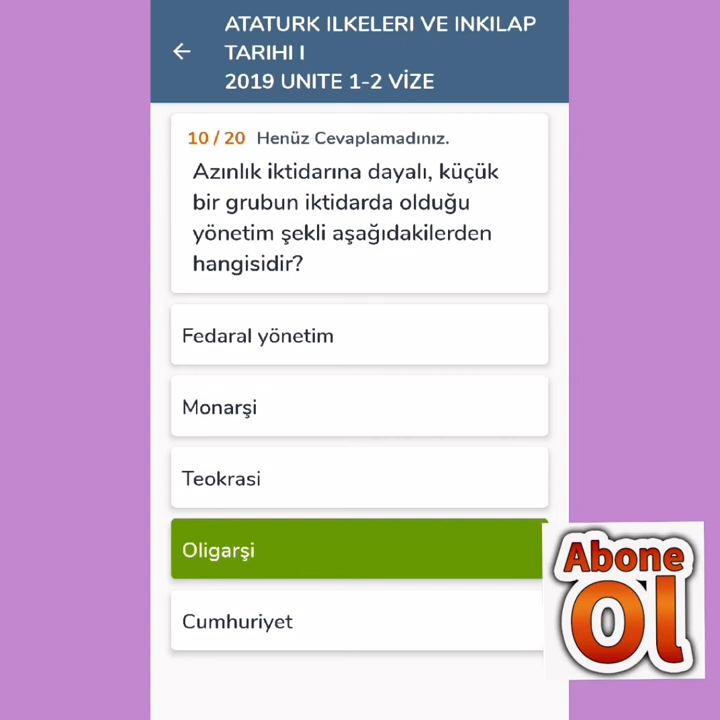 ATATURK ILKELERI VE INKILAP
TARIHI I
2019 UNITE 1-2 VİZE
10 / 20 Henüz Cevaplamadınız.
Azınlık iktidarına dayalı, küçük
bir grubun iktidarda olduğu
yönetim şekli aşağıdakilerden
hangisidir?
Fedaral yönetim
Monarşi
Teokrasi
Oligarşi
Cumhuriyet
Abone
Ol